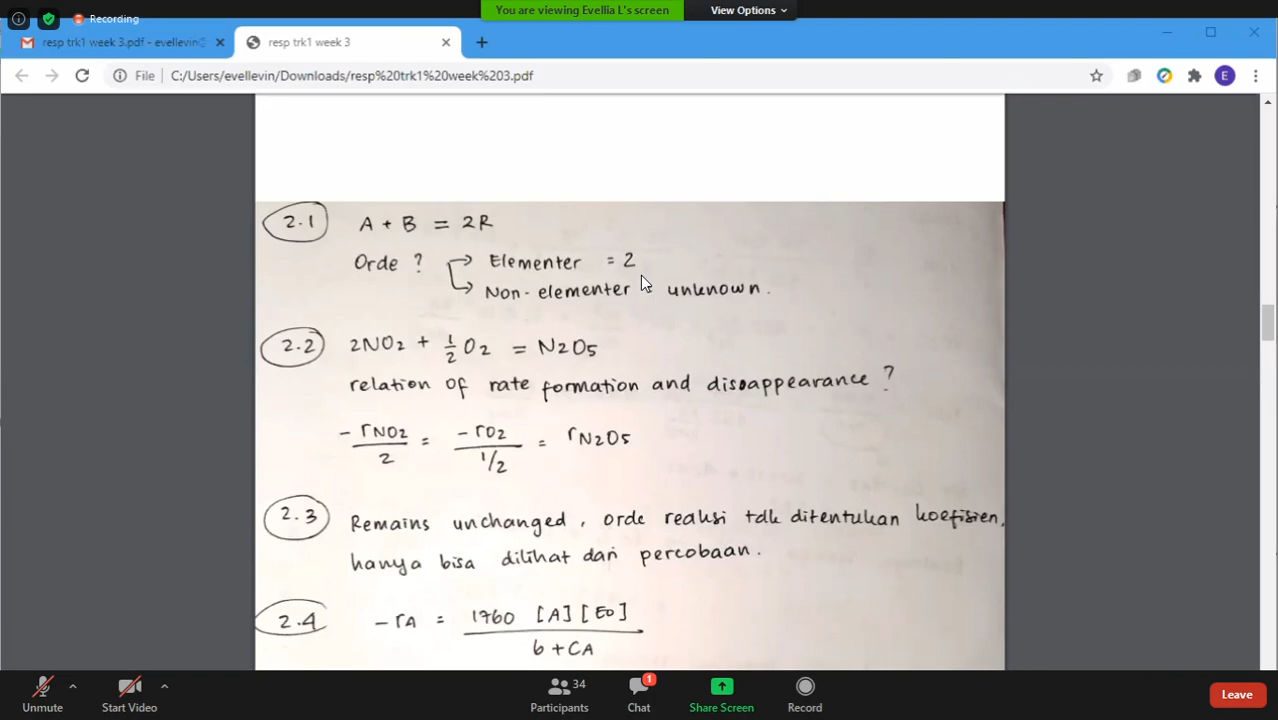 You are viewing Evellia L's screen
View Options
Recording
resp trk1 week 3.pdf - evellevin
resp trk1 week 3
File
C:/Users/evellevin/Downloads/resp%20trk1%20week%203.pdf
E
2.1 A + B = 2R
Orde ? Elementer = 2
Non-elementer unknown.
2.2 2NO2 + 1/2 O2 = N2O5
relation of rate formation and dissappearance ?
-rNO2/2 = -rO2/1/2 = rN2O5
2.3 Remains unchanged, orde reaksi tdk ditentukan koefisien,
hanya bisa dilihat dari percobaan.
2.4 -rA = 1760 [A][E0]
6 + CA
Unmute
Start Video
34
Participants
1
Chat
Share Screen
Record
Leave